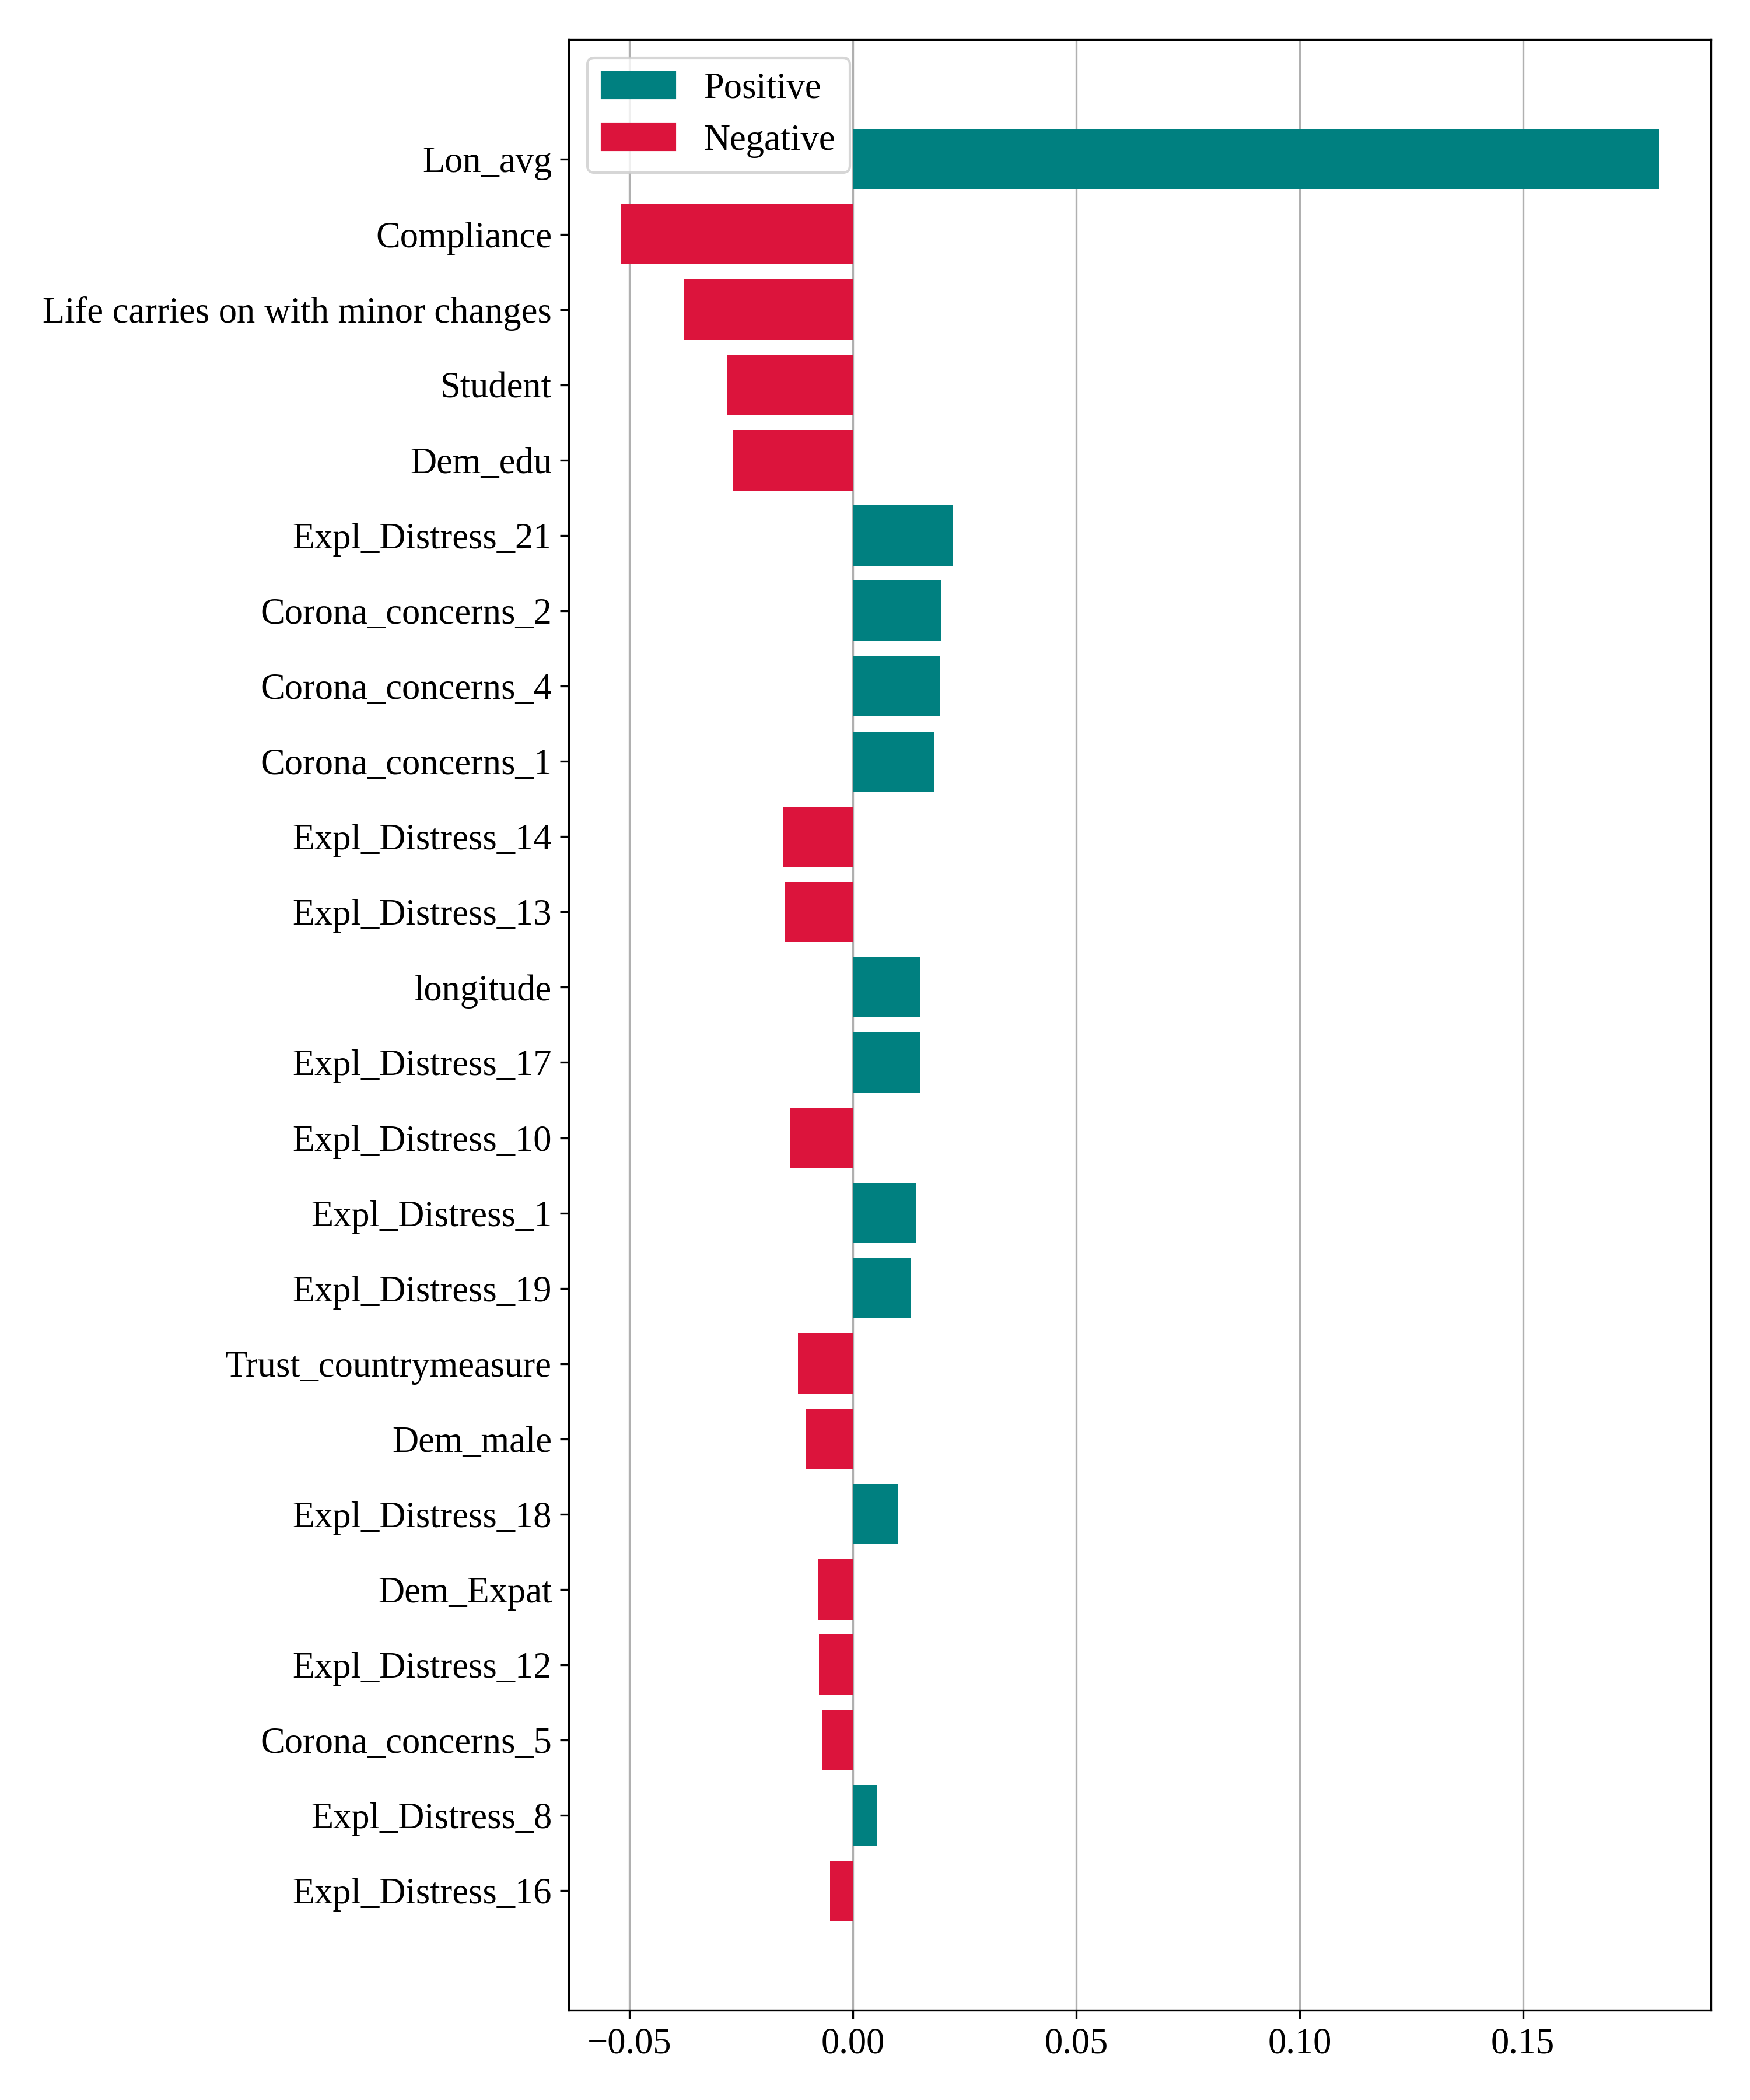 Positive
Negative
Lon_avg
Compliance
Life carries on with minor changes
Student
Dem_edu
Expl_Distress_21
Corona_concerns_2
Corona_concerns_4
Corona_concerns_1
Expl_Distress_14
Expl_Distress_13
longitude
Expl_Distress_17
Expl_Distress_10
Expl_Distress_1
Expl_Distress_19
Trust_countrymeasure
Dem_male
Expl_Distress_18
Dem_Expat
Expl_Distress_12
Corona_concerns_5
Expl_Distress_8
Expl_Distress_16
−0.05 0.00 0.05 0.10 0.15